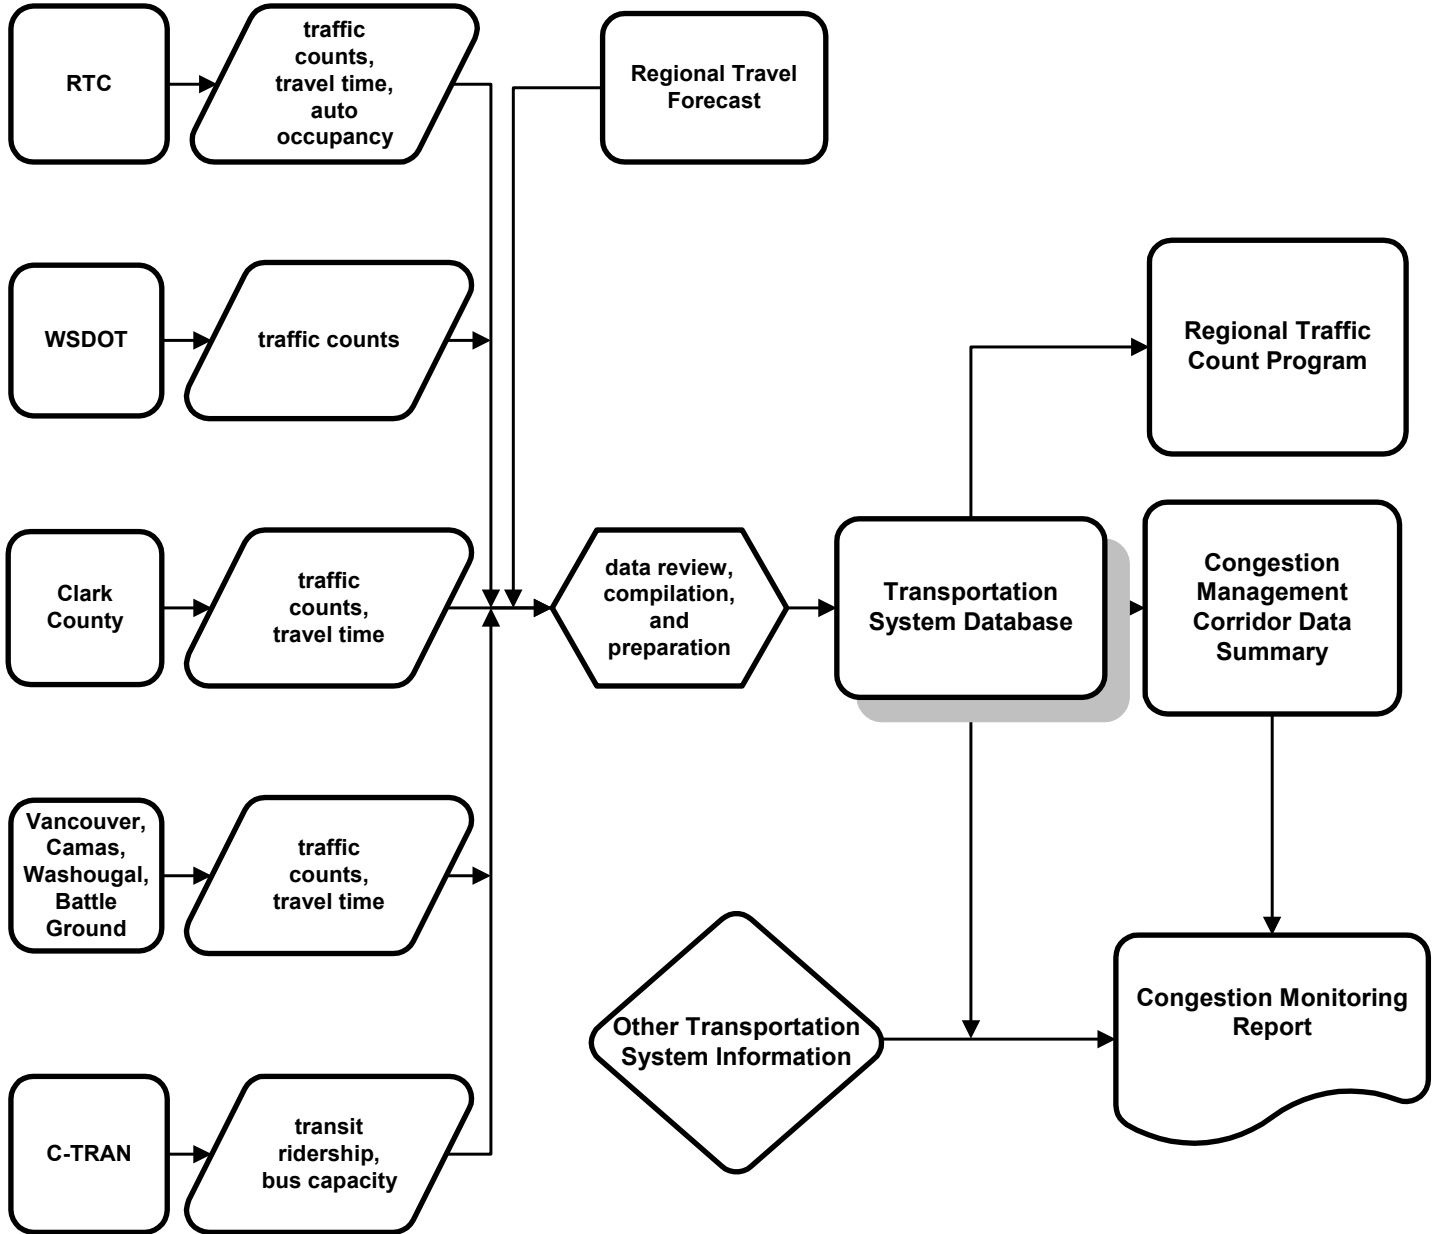 RTC
traffic
counts,
travel time,
auto
occupancy
Regional Travel
Forecast
WSDOT
traffic counts
Regional Traffic
Count Program
Clark
County
traffic
counts,
travel time
data review,
compilation,
and
preparation
Transportation
System Database
Congestion
Management
Corridor Data
Summary
Vancouver,
Camas,
Washougal,
Battle
Ground
traffic
counts,
travel time
Other Transportation
System Information
Congestion Monitoring
Report
C-TRAN
transit
ridership,
bus capacity